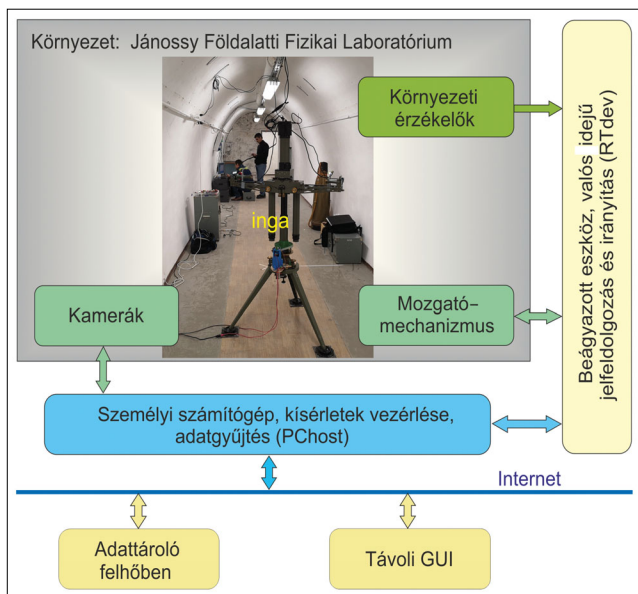 Környezet: Jánossy Földalatti Fizikai Laboratórium
Környezeti
érzékelők
inga
Kamerák
Mozgató–
mechanizmus
Beágyazott eszköz, valós idejű
jelfeldolgozás és irányítás (RTdev)
Személyi számítógép, kísérletek vezérlése,
adatgyűjtés (PChost)
Internet
Adattároló
felhőben
Távoli GUI